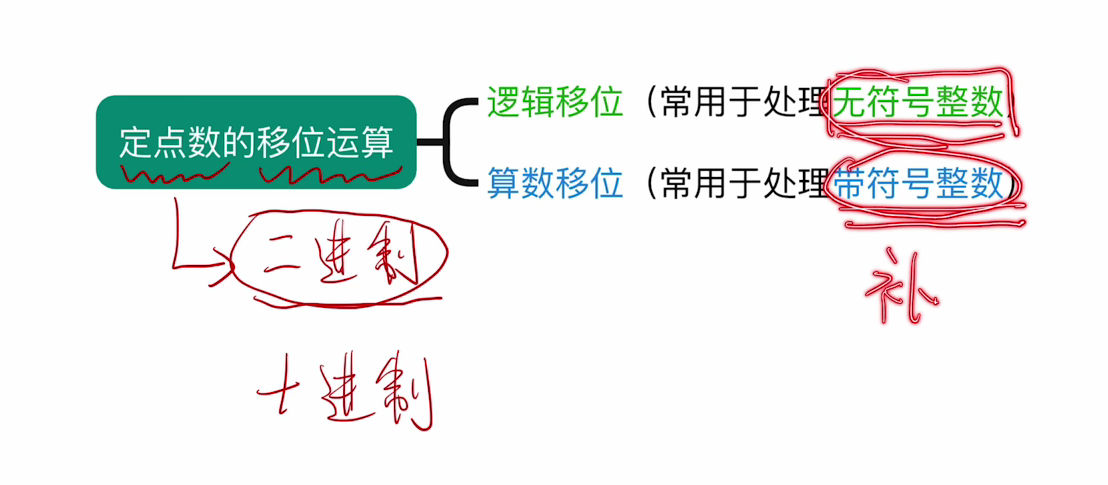 逻辑移位（常用于处理无符号整数）
定点数的移位运算
算数移位（常用于处理带符号整数）
二进制
补
十进制